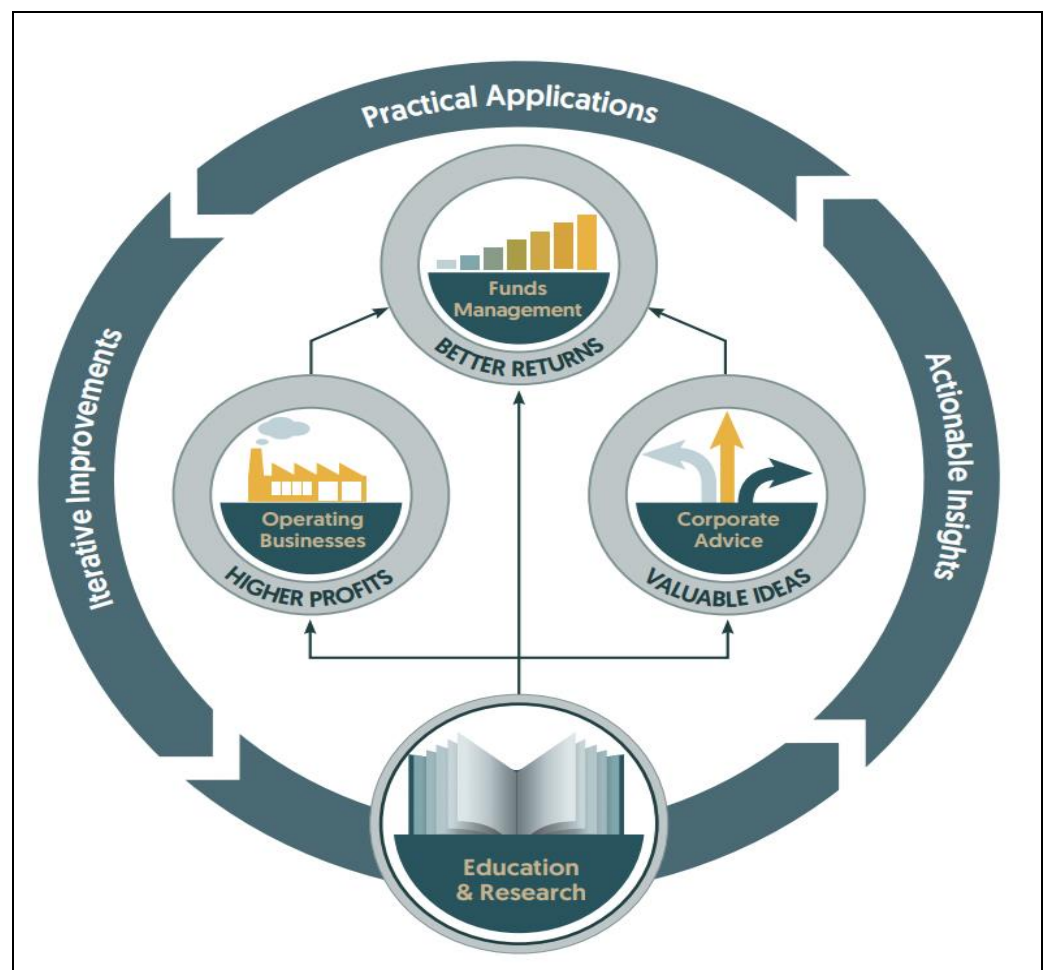 Practical Applications
Funds
Management
BETTER RETURNS
Iterative Improvements
Actionable Insights
Operating
Businesses
HIGHER PROFITS
Corporate
Advice
VALUABLE IDEAS
Education
& Research